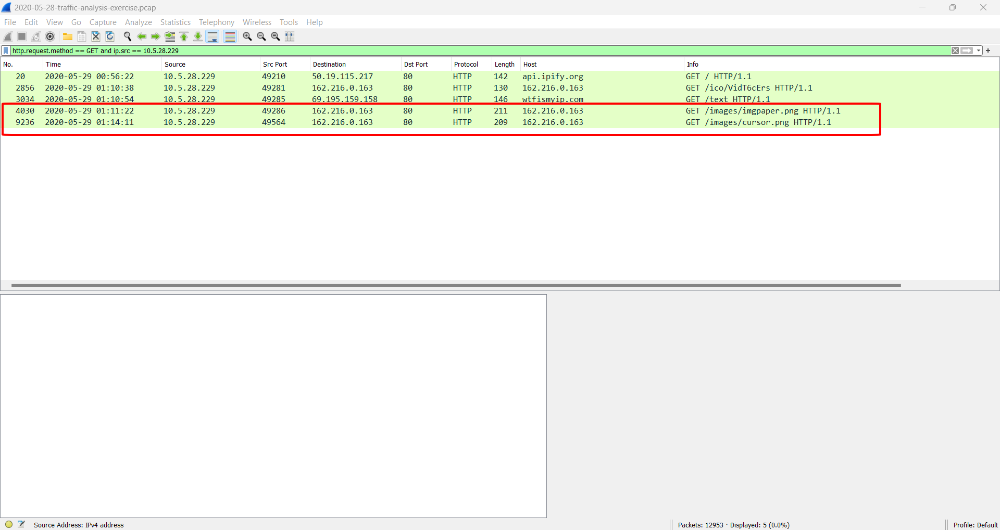 2020-05-28-traffic-analysis-exercise.pcap
File Edit View Go Capture Analyze Statistics Telephony Wireless Tools Help
http.request.method == GET and ip.src == 10.5.28.229
No. Time Source Src Port Destination Dst Port Protocol Length Host Info
20 2020-05-29 00:56:22 10.5.28.229 49210 50.19.115.217 80 HTTP 142 api.ipify.org GET / HTTP/1.1
2856 2020-05-29 01:10:38 10.5.28.229 49281 162.216.0.163 80 HTTP 130 162.216.0.163 GET /ico/VidT6cErs HTTP/1.1
3034 2020-05-29 01:10:54 10.5.28.229 49285 69.195.159.158 80 HTTP 146 wtfismyip.com GET /text HTTP/1.1
4030 2020-05-29 01:11:22 10.5.28.229 49286 162.216.0.163 80 HTTP 211 162.216.0.163 GET /images/imgpaper.png HTTP/1.1
9236 2020-05-29 01:14:11 10.5.28.229 49564 162.216.0.163 80 HTTP 209 162.216.0.163 GET /images/cursor.png HTTP/1.1
Source Address: IPv4 address Packets: 12953 · Displayed: 5 (0.0%) Profile: Default